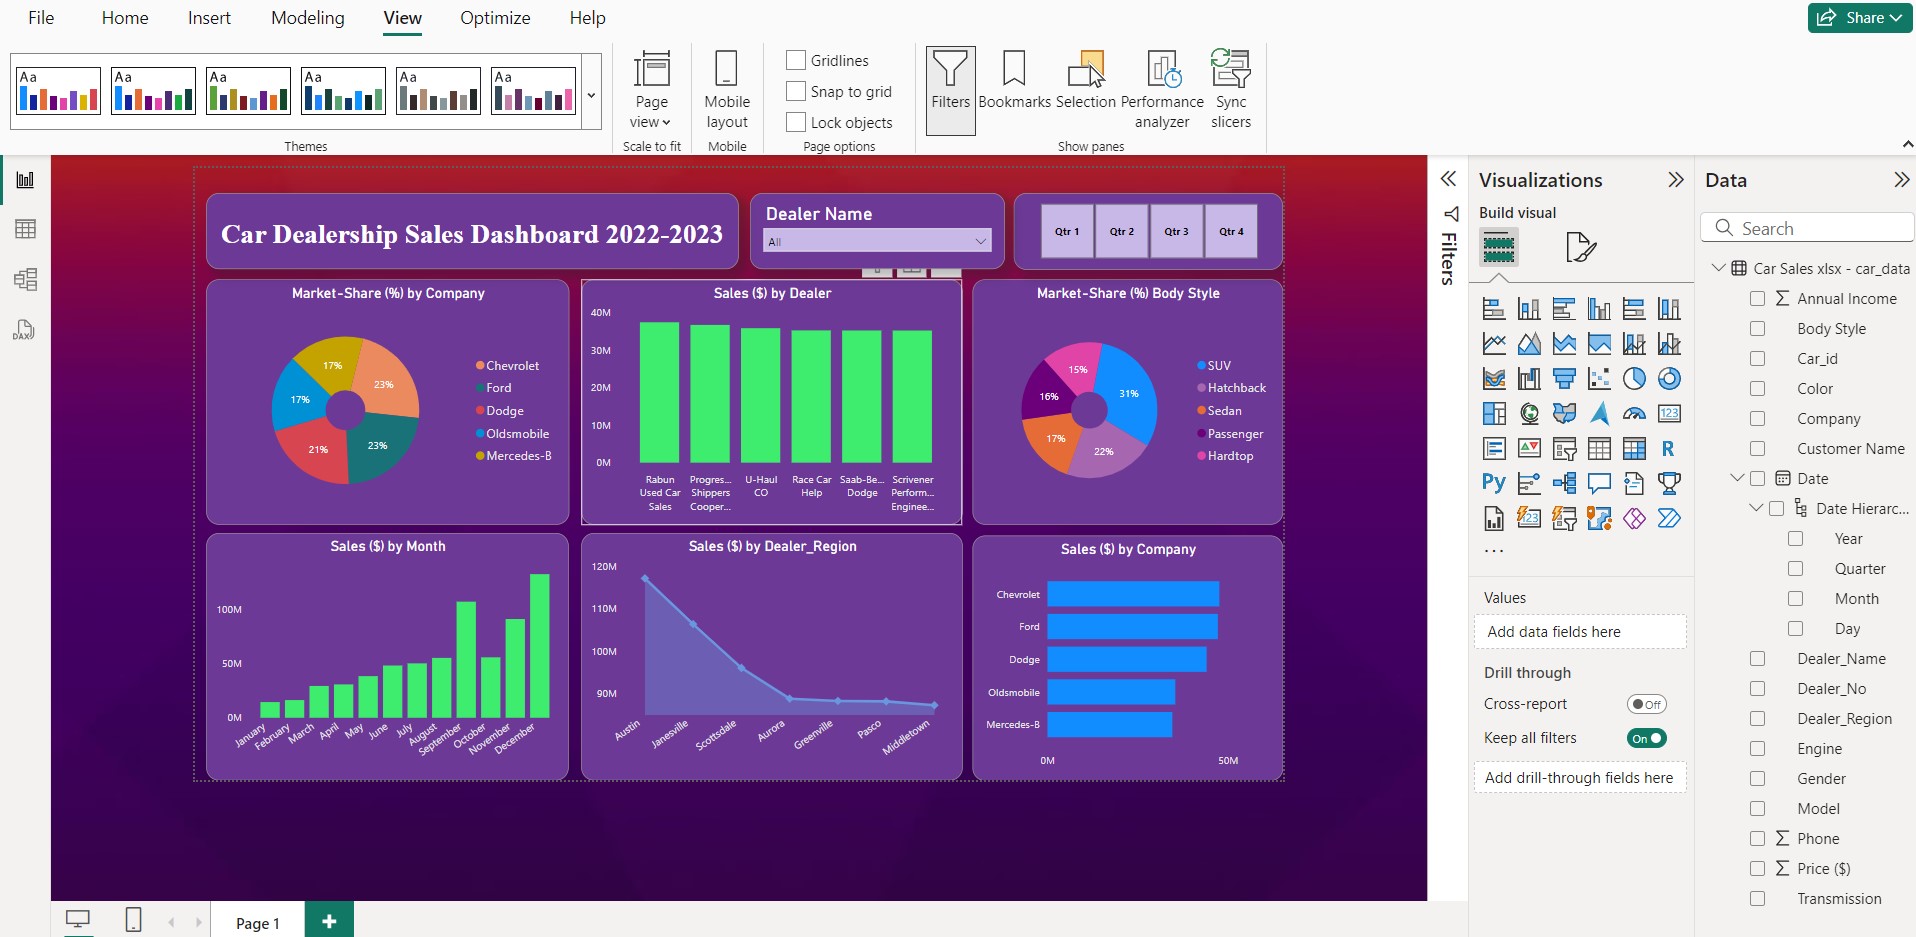 File Home Insert Modeling View Optimize Help
Share
Aa Aa Aa Aa Aa Aa
Page view
Mobile layout
Gridlines
Snap to grid
Lock objects
Filters Bookmarks Selection Performance analyzer Sync slicers
Themes Scale to fit Mobile Page options Show panes
Car Dealership Sales Dashboard 2022-2023
Dealer Name
All
Qtr 1 Qtr 2 Qtr 3 Qtr 4
Market-Share (%) by Company
17%
23%
17%
21%
23%
Chevrolet
Ford
Dodge
Oldsmobile
Mercedes-B
Sales ($) by Dealer
40M
30M
20M
10M
0M
Rabun Used Car Sales
Progres... Shippers Cooper...
U-Haul CO
Race Car Help
Saab-Be... Dodge
Scrivener Perform... Enginee...
Market-Share (%) Body Style
15%
31%
16%
17%
22%
SUV
Hatchback
Sedan
Passenger
Hardtop
Sales ($) by Month
100M
50M
0M
January February March April May June July August September October November December
Sales ($) by Dealer_Region
120M
110M
100M
90M
Austin Janesville Scottsdale Aurora Greenville Pasco Middletown
Sales ($) by Company
Chevrolet
Ford
Dodge
Oldsmobile
Mercedes-B
0M 50M
Filters
Visualizations
Build visual
123
R
Py
123
...
Values
Add data fields here
Drill through
Cross-report Off
Keep all filters On
Add drill-through fields here
Data
Search
Car Sales xlsx - car_data
Annual Income
Body Style
Car_id
Color
Company
Customer Name
Date
Date Hierarc...
Year
Quarter
Month
Day
Dealer_Name
Dealer_No
Dealer_Region
Engine
Gender
Model
Phone
Price ($)
Transmission
DAX
Page 1